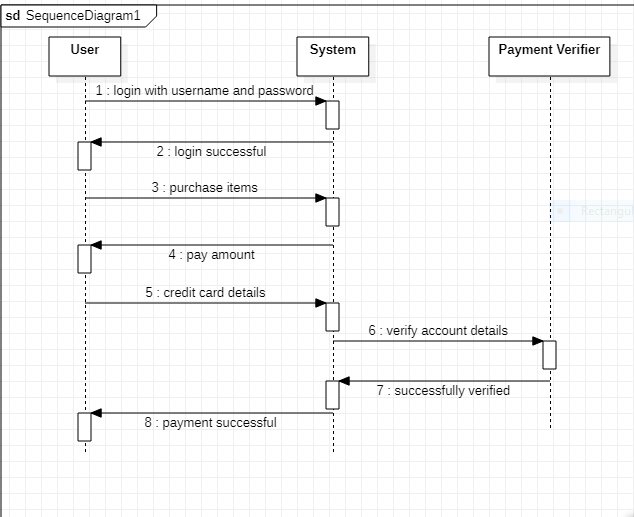 sd SequenceDiagram1
User
System
Payment Verifier
1 : login with username and password
2 : login successful
3 : purchase items
Rectangul
4 : pay amount
5 : credit card details
6 : verify account details
7 : successfully verified
8 : payment successful